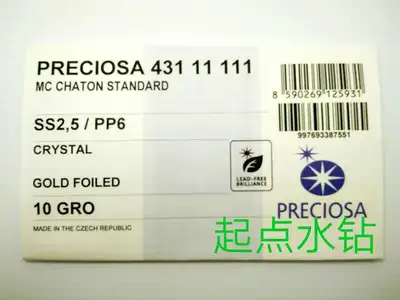 PRECIOSA 431 11 111
MC CHATON STANDARD
8 590269 125931
SS2,5 / PP6
997693387551
CRYSTAL
LEAD-FREE
BRILLIANCE
GOLD FOILED
10 GRO
PRECIOSA
MADE IN THE CZECH REPUBLIC
起点水钻